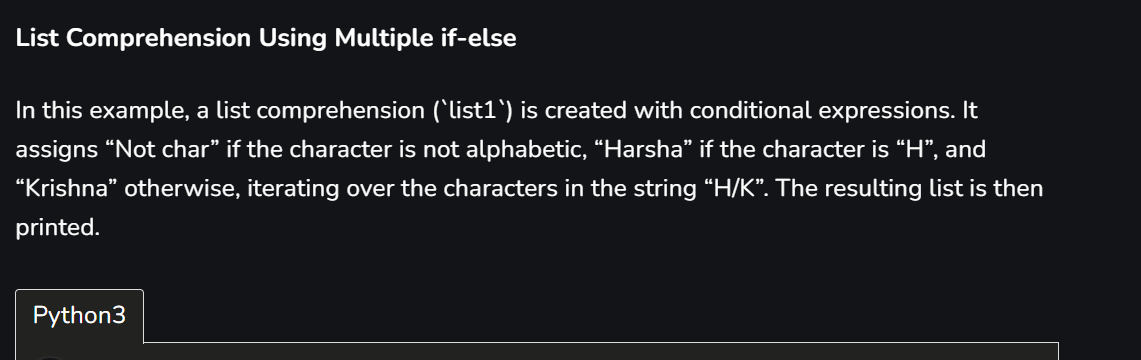 List Comprehension Using Multiple if-else
In this example, a list comprehension (`list1`) is created with conditional expressions. It
assigns “Not char” if the character is not alphabetic, “Harsha” if the character is “H”, and
“Krishna” otherwise, iterating over the characters in the string “H/K”. The resulting list is then
printed.
Python3